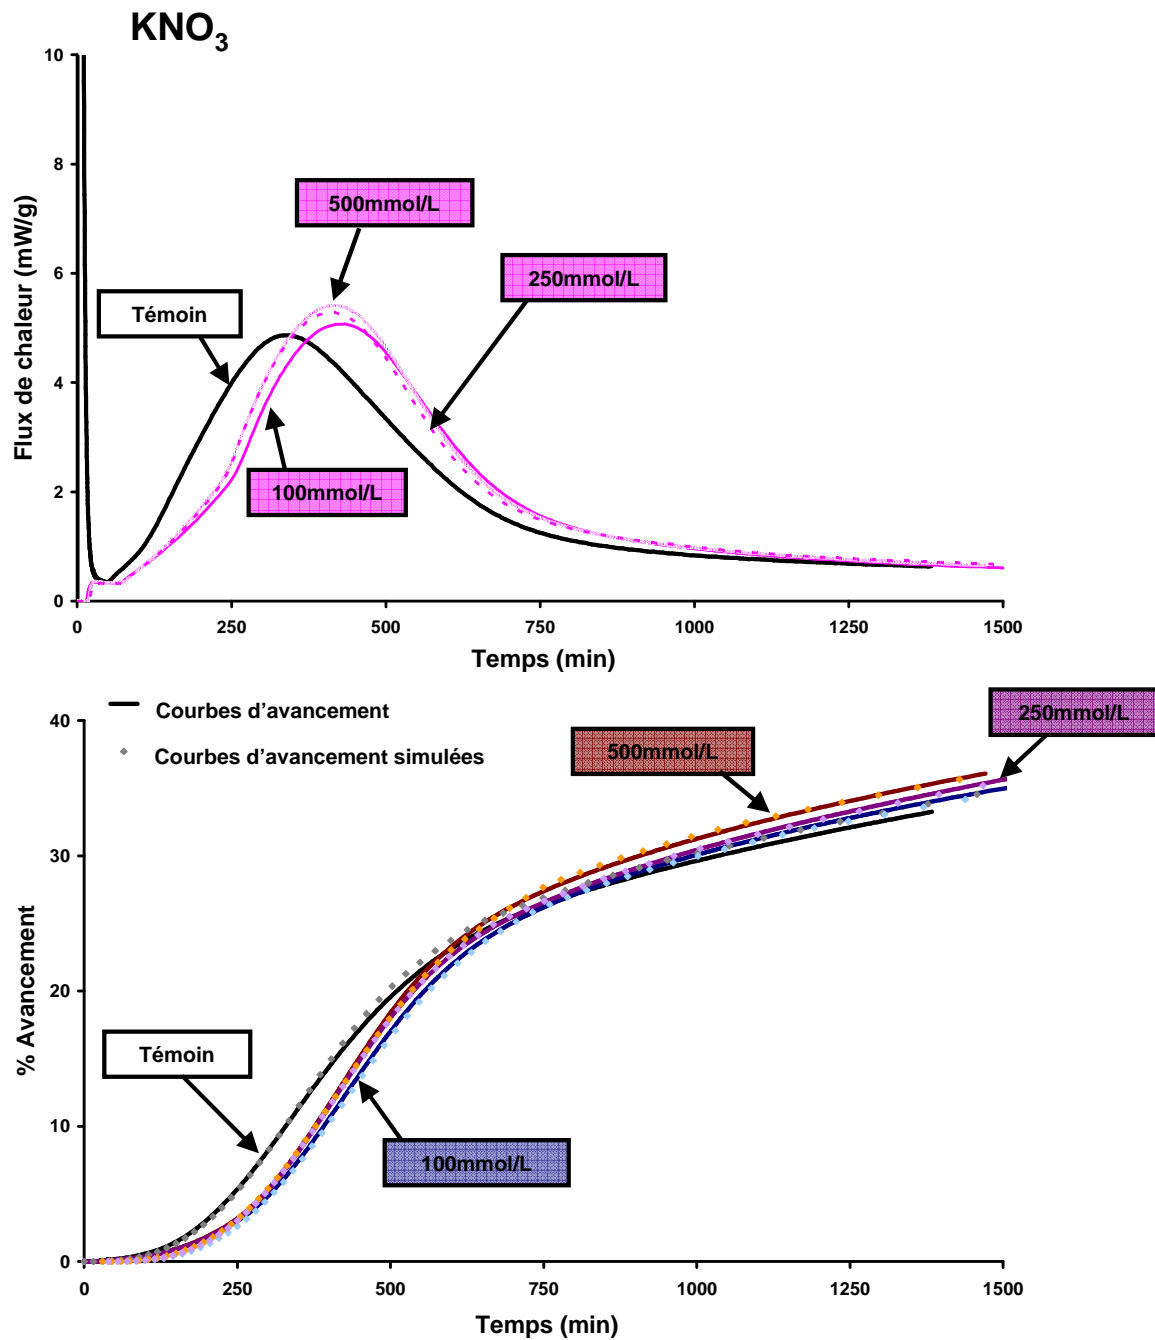 KNO3
10
8
6
4
2
0
Flux de chaleur (mW/g)
500mmol/L
250mmol/L
Témoin
100mmol/L
0 250 500 750 1000 1250 1500
Temps (min)
Courbes d'avancement
Courbes d'avancement simulées
40
30
20
10
0
% Avancement
250mmol/L
500mmol/L
Témoin
100mmol/L
0 250 500 750 1000 1250 1500
Temps (min)